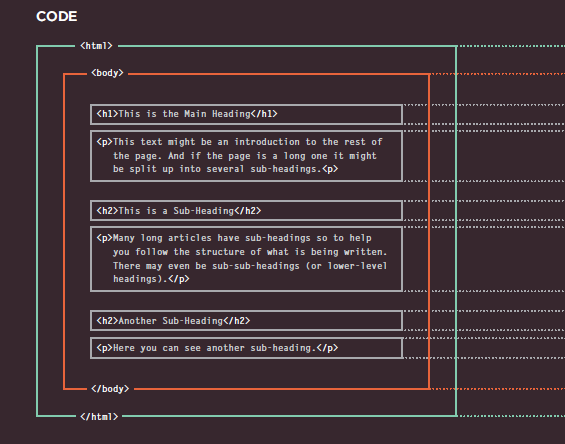 CODE
<html>
<body>
<h1>This is the Main Heading</h1>
<p>This text might be an introduction to the rest of
the page. And if the page is a long one it might
be split up into several sub-headings.<p>
<h2>This is a Sub-Heading</h2>
<p>Many long articles have sub-headings so to help
you follow the structure of what is being written.
There may even be sub-sub-headings (or lower-level
headings).</p>
<h2>Another Sub-Heading</h2>
<p>Here you can see another sub-heading.</p>
</body>
</html>